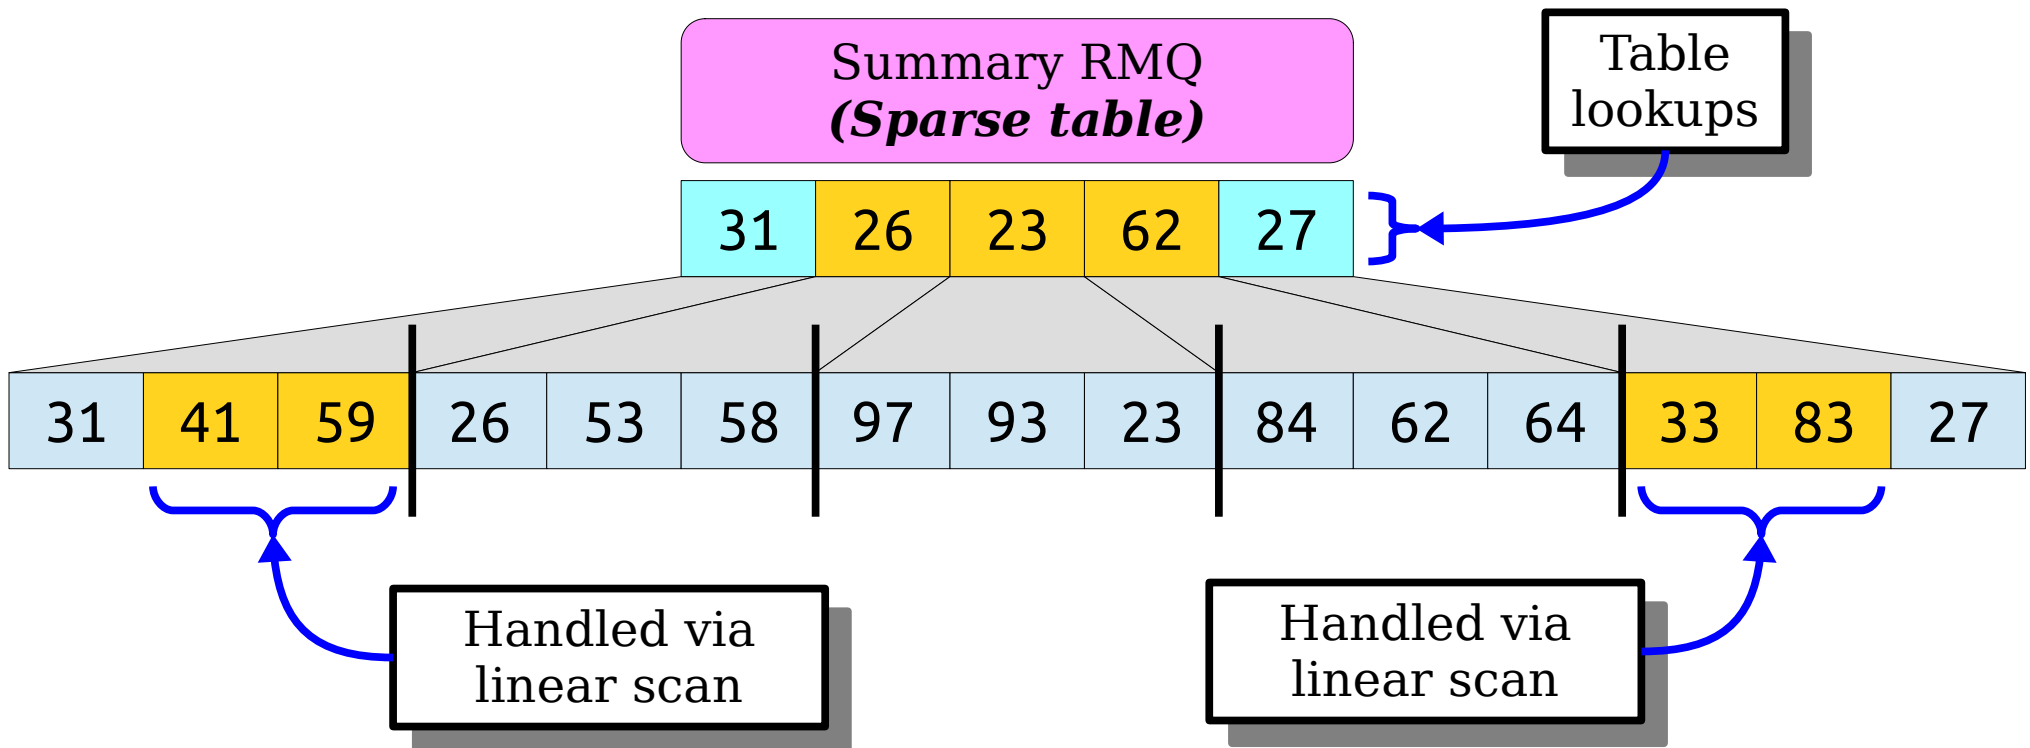 Summary RMQ
(Sparse table)
Table
lookups
31 26 23 62 27
31 41 59 26 53 58 97 93 23 84 62 64 33 83 27
Handled via
linear scan
Handled via
linear scan